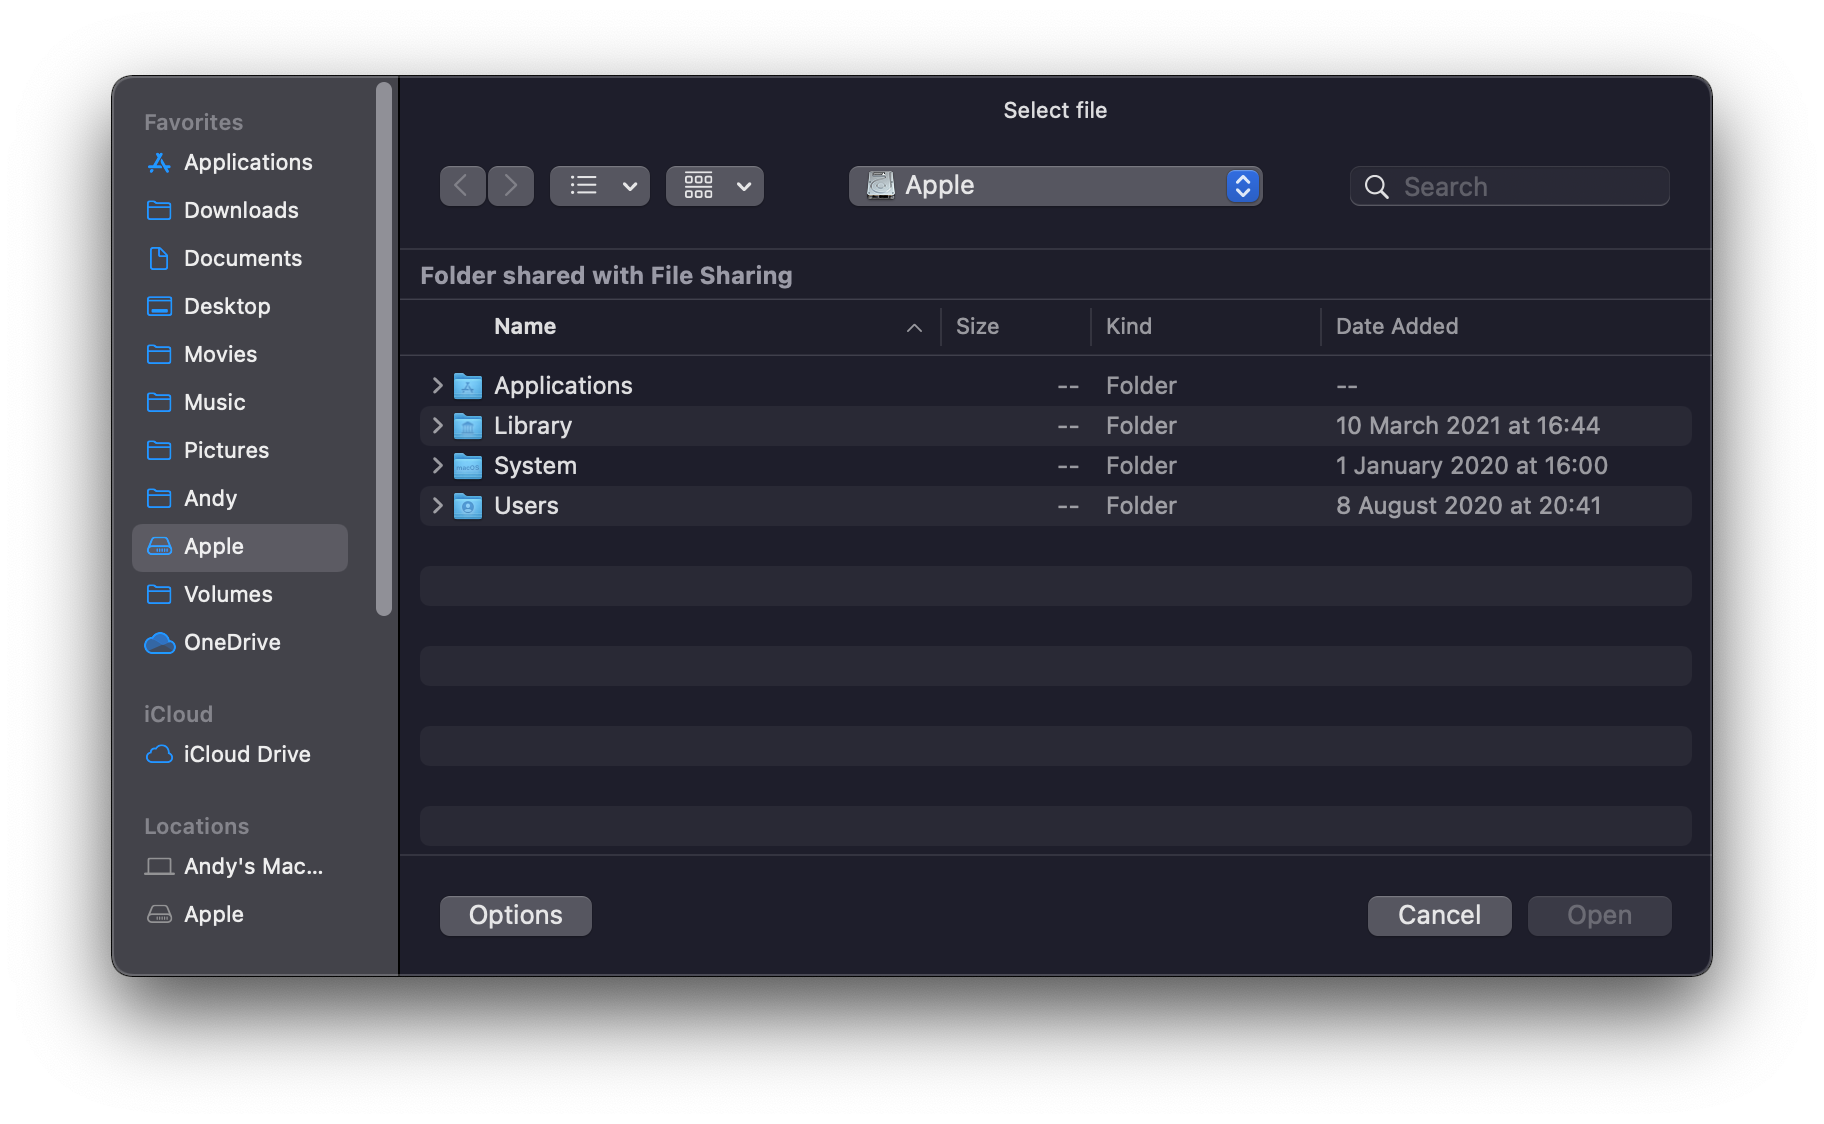 Select file
Favorites
Applications
Downloads
Documents
Desktop
Movies
Music
Pictures
Andy
Apple
Volumes
OneDrive
iCloud
iCloud Drive
Locations
Andy's Mac...
Apple
Apple
Search
Folder shared with File Sharing
Name Size Kind Date Added
Applications -- Folder --
Library -- Folder 10 March 2021 at 16:44
System -- Folder 1 January 2020 at 16:00
Users -- Folder 8 August 2020 at 20:41
Options
Cancel
Open